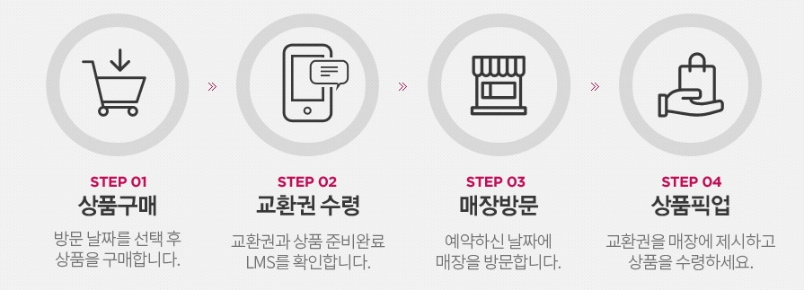 STEP 01
상품구매
방문 날짜를 선택 후
상품을 구매합니다.
STEP 02
교환권 수령
교환권과 상품 준비완료
LMS를 확인합니다.
STEP 03
매장방문
예약하신 날짜에
매장을 방문합니다.
STEP 04
상품픽업
교환권을 매장에 제시하고
상품을 수령하세요.